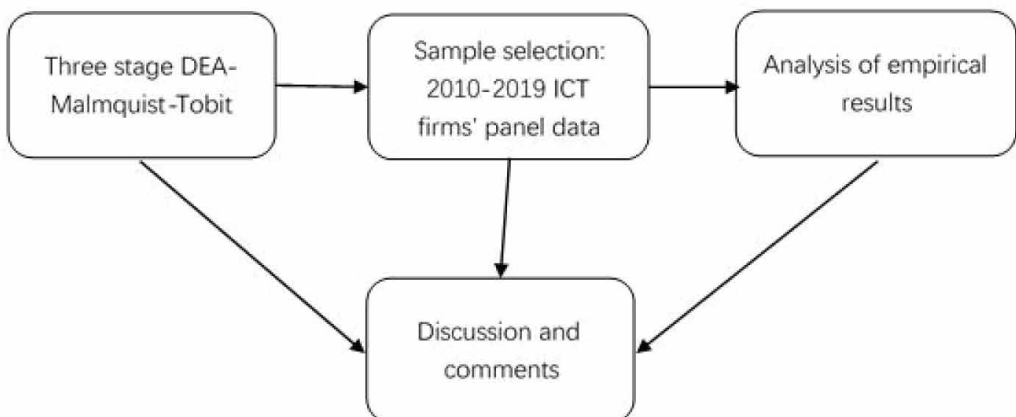 Three stage DEA-
Malmquist-Tobit
Sample selection:
2010-2019 ICT
firms' panel data
Analysis of empirical
results
Discussion and
comments